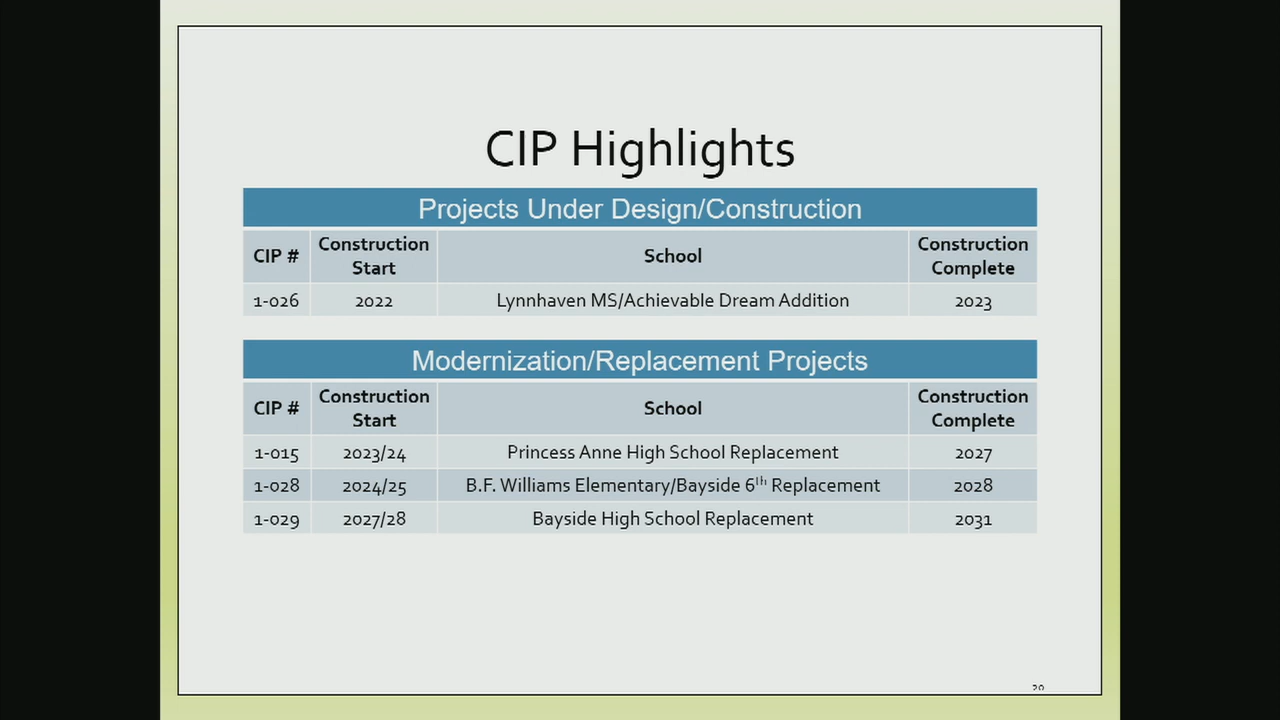 CIP Highlights
Projects Under Design/Construction
CIP # Construction Start School Construction Complete
1-026 2022 Lynnhaven MS/Achievable Dream Addition 2023
Modernization/Replacement Projects
CIP # Construction Start School Construction Complete
1-015 2023/24 Princess Anne High School Replacement 2027
1-028 2024/25 B.F. Williams Elementary/Bayside 6th Replacement 2028
1-029 2027/28 Bayside High School Replacement 2031